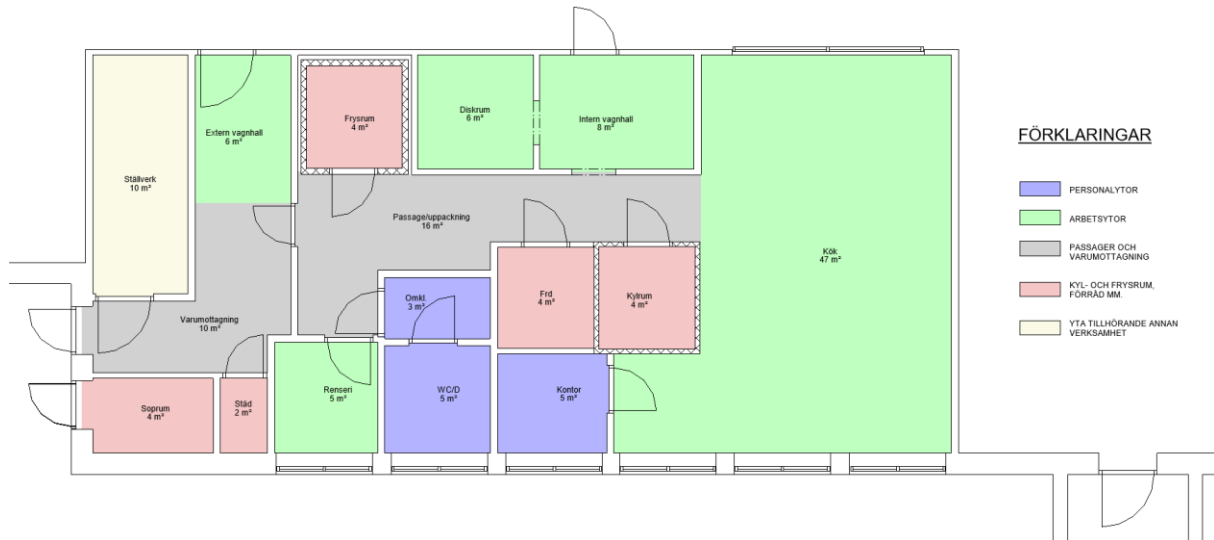 Ställverk
10 m²
Extern vagnhall
6 m²
Frysrum
4 m²
Diskrum
6 m²
Intern vagnhall
8 m²
Passage/uppackning
16 m²
Kök
47 m²
Omkl.
3 m²
Frd
4 m²
Kylrum
4 m²
Varumottagning
10 m²
Soprum
4 m²
Städ
2 m²
Renseri
5 m²
WC/D
5 m²
Kontor
5 m²
FÖRKLARINGAR
PERSONALYTOR
ARBETSYTOR
PASSAGER OCH
VARUMOTTAGNING
KYL- OCH FRYSRUM,
FÖRRÅD MM.
YTA TILLHÖRANDE ANNAN
VERKSAMHET